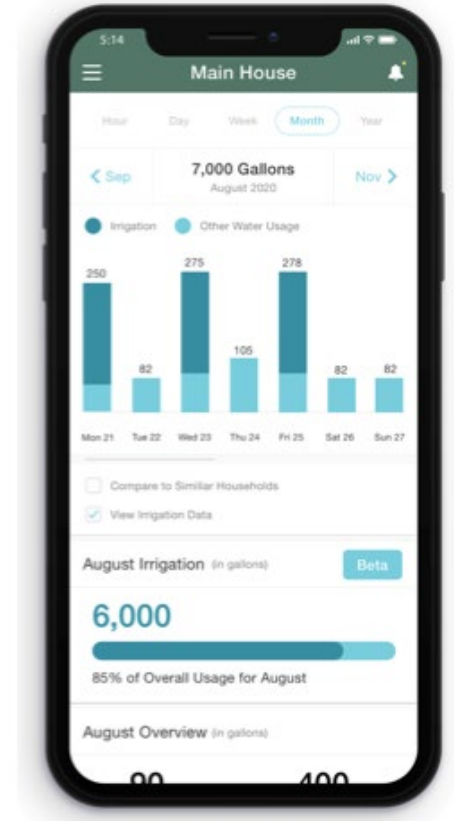 5:14
Main House
Hour Day Week Month Year
Sep 7,000 Gallons Nov
August 2020
Irrigation Other Water Usage
250 82 275 105 278 82 82
Mon 21 Tue 22 Wed 23 Thu 24 Fri 25 Sat 26 Sun 27
Compare to Similiar Households
View Irrigation Data
August Irrigation (in gallons) Beta
6,000
85% of Overall Usage for August
August Overview (in gallons)
90 400